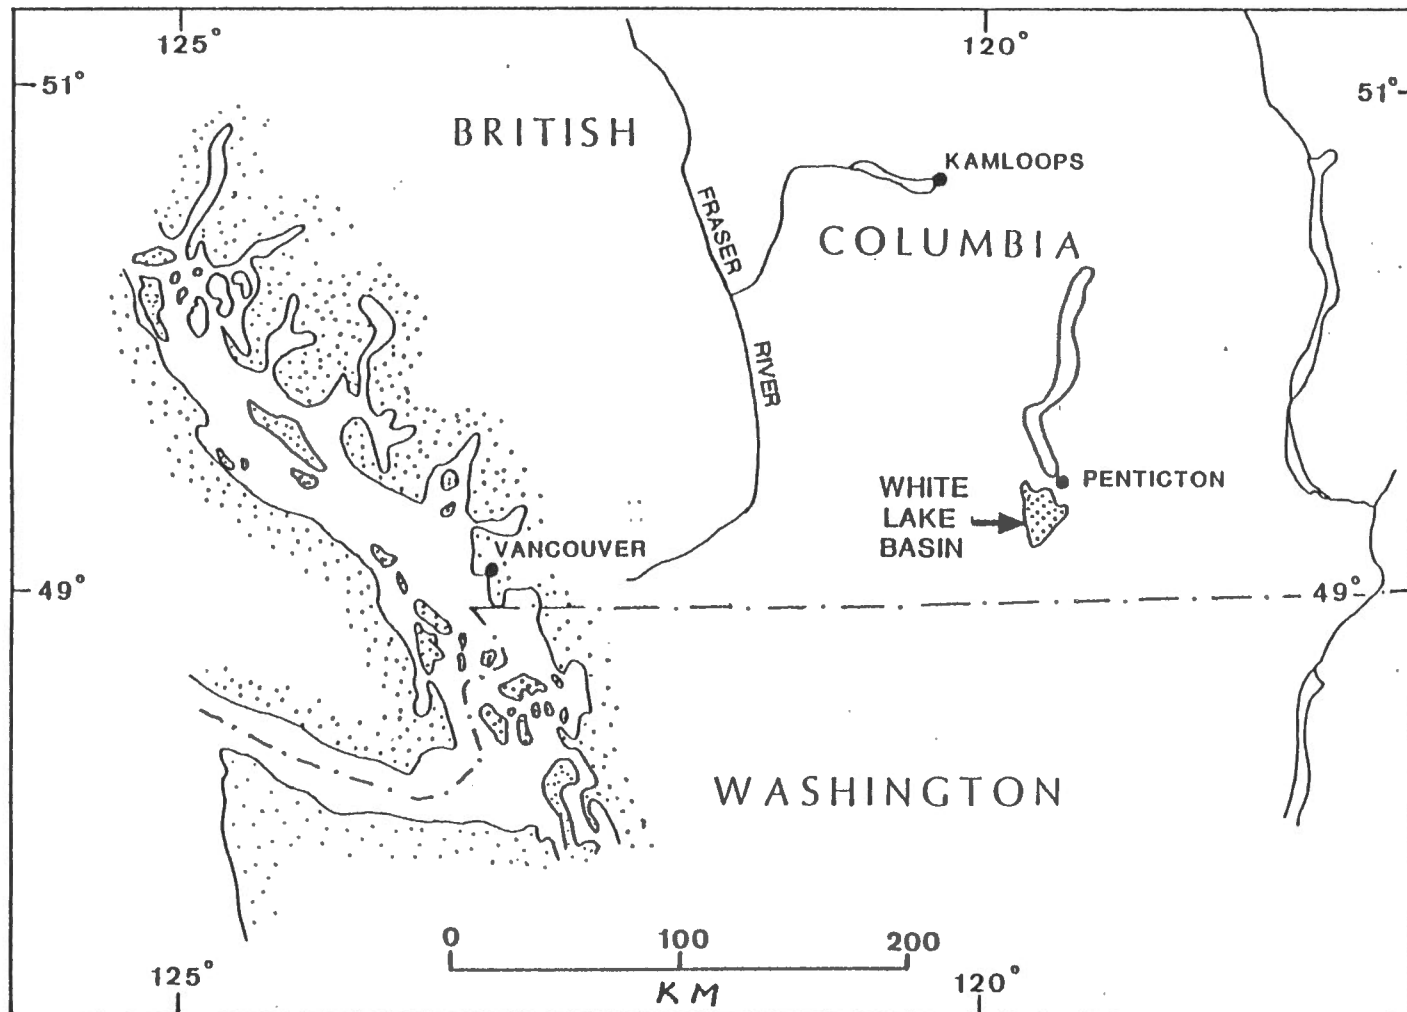 125°
120°
51°
51°
BRITISH
KAMLOOPS
FRASER
COLUMBIA
RIVER
PENTICTON
WHITE
LAKE
BASIN
VANCOUVER
49°
49°
WASHINGTON
0 100 200
KM
125°
120°